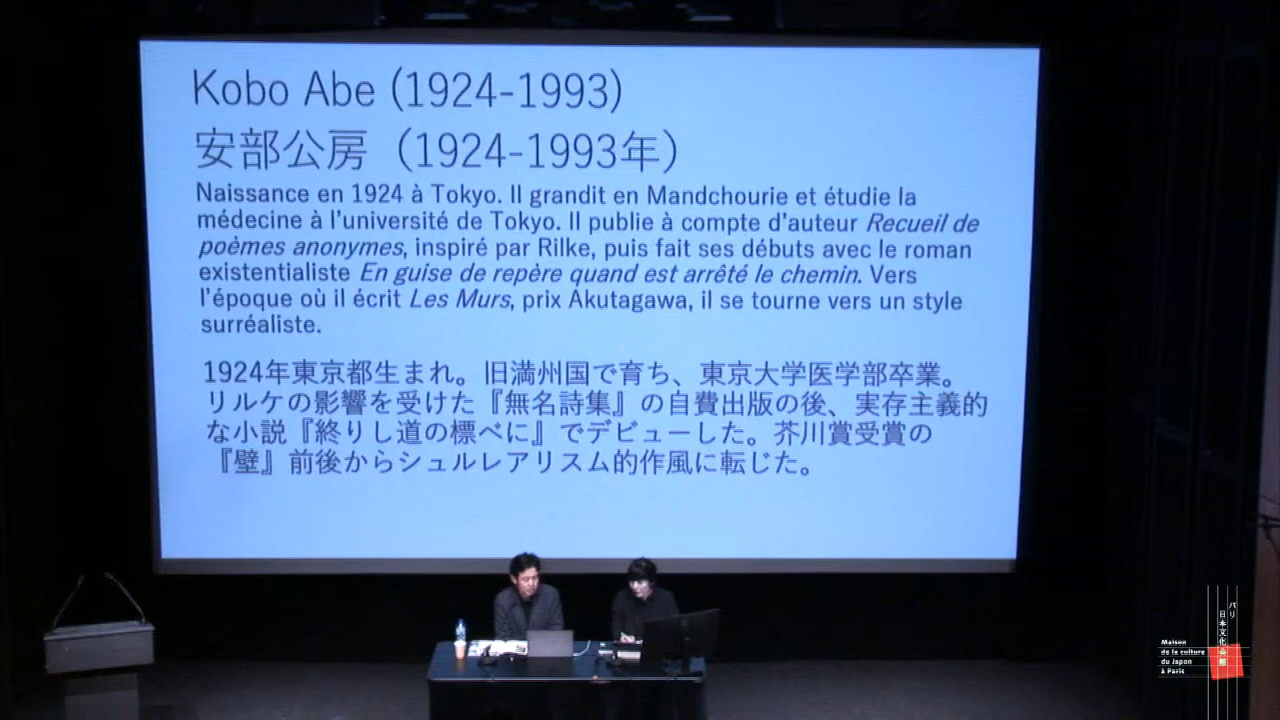 Kobo Abe (1924-1993)
安部公房（1924-1993年）
Naissance en 1924 à Tokyo. Il grandit en Mandchourie et étudie la
médecine à l'université de Tokyo. Il publie à compte d'auteur Recueil de
poèmes anonymes, inspiré par Rilke, puis fait ses débuts avec le roman
existentialiste En guise de repère quand est arrêté le chemin. Vers
l'époque où il écrit Les Murs, prix Akutagawa, il se tourne vers un style
surréaliste.
1924年東京都生まれ。旧満州国で育ち、東京大学医学部卒業。
リルケの影響を受けた『無名詩集』の自費出版の後、実存主義的
な小説『終りし道の標べに』でデビューした。芥川賞受賞の
『壁』前後からシュルレアリスム的作風に転じた。
パリ
日本文化会館
Maison
de la culture
du Japon
à Paris